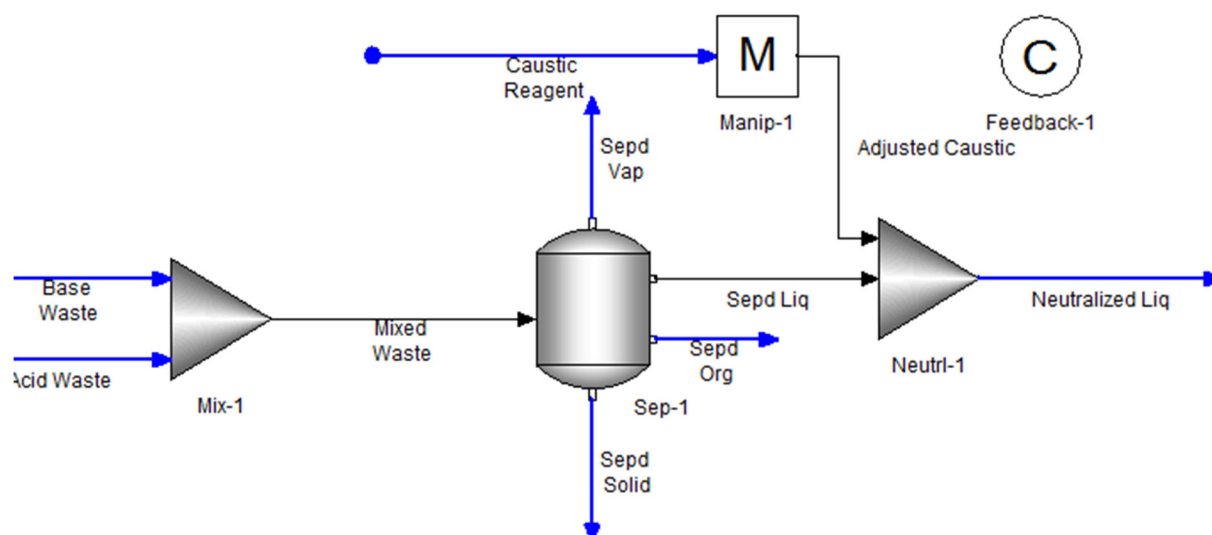 M
C
Caustic
Reagent
Manip-1
Feedback-1
Sepd
Vap
Adjusted Caustic
Base
Waste
Sepd Liq
Neutralized Liq
Mixed
Waste
Sepd
Org
Acid Waste
Neutrl-1
Mix-1
Sep-1
Sepd
Solid